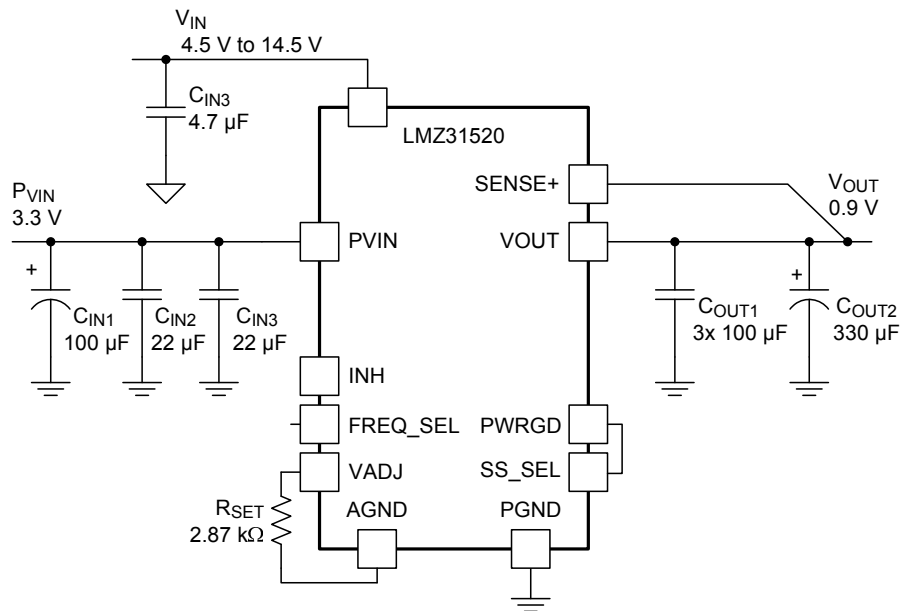 VIN
4.5 V to 14.5 V
CIN3
4.7 µF
LMZ31520
SENSE+
PVIN
3.3 V
VOUT
0.9 V
PVIN
VOUT
+
CIN1
100 µF
CIN2
22 µF
CIN3
22 µF
COUT1
3x 100 µF
+
COUT2
330 µF
INH
FREQ_SEL
PWRGD
VADJ
SS_SEL
RSET
2.87 kΩ
AGND
PGND